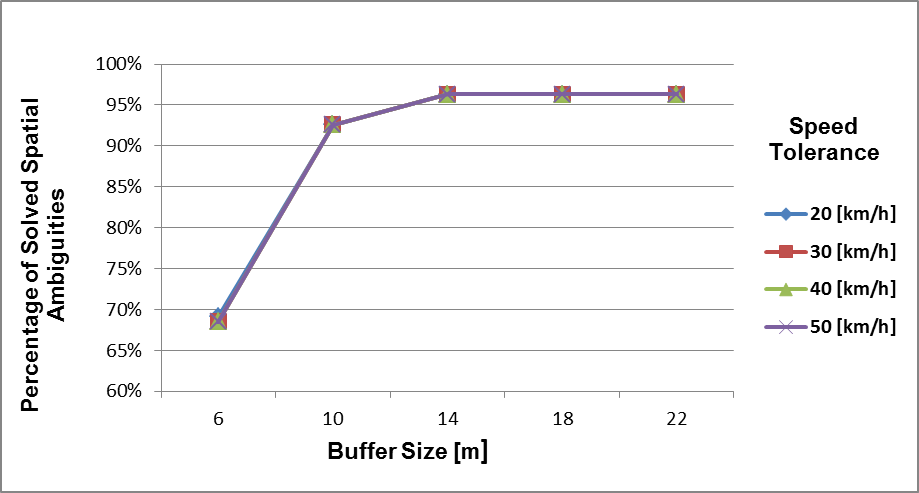 100%
95%
90%
85%
80%
75%
70%
65%
60%
Percentage of Solved Spatial
Ambiguities
6 10 14 18 22
Buffer Size [m]
Speed
Tolerance
20 [km/h]
30 [km/h]
40 [km/h]
50 [km/h]